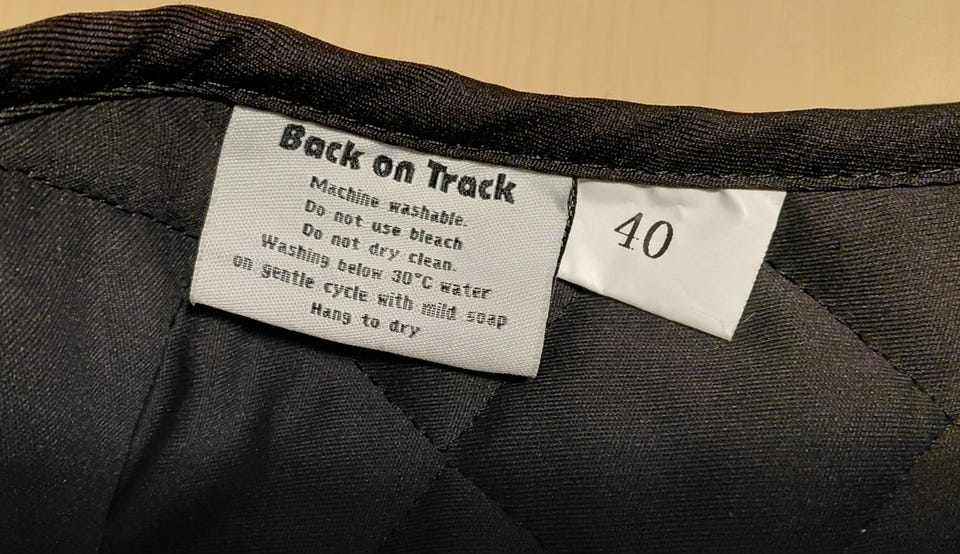 Back on Track
Machine washable.
Do not use bleach
Do not dry clean.
Washing below 30°C water
on gentle cycle with mild soap
Hang to dry
40